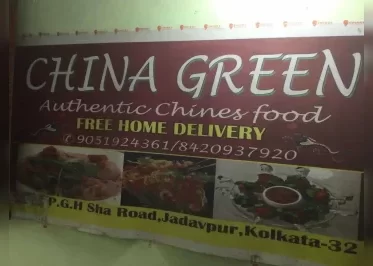 CHINA GREEN
Authentic Chines food
FREE HOME DELIVERY
9051924361/8420937920
P.G.H Sha Road,Jadavpur,Kolkata-32